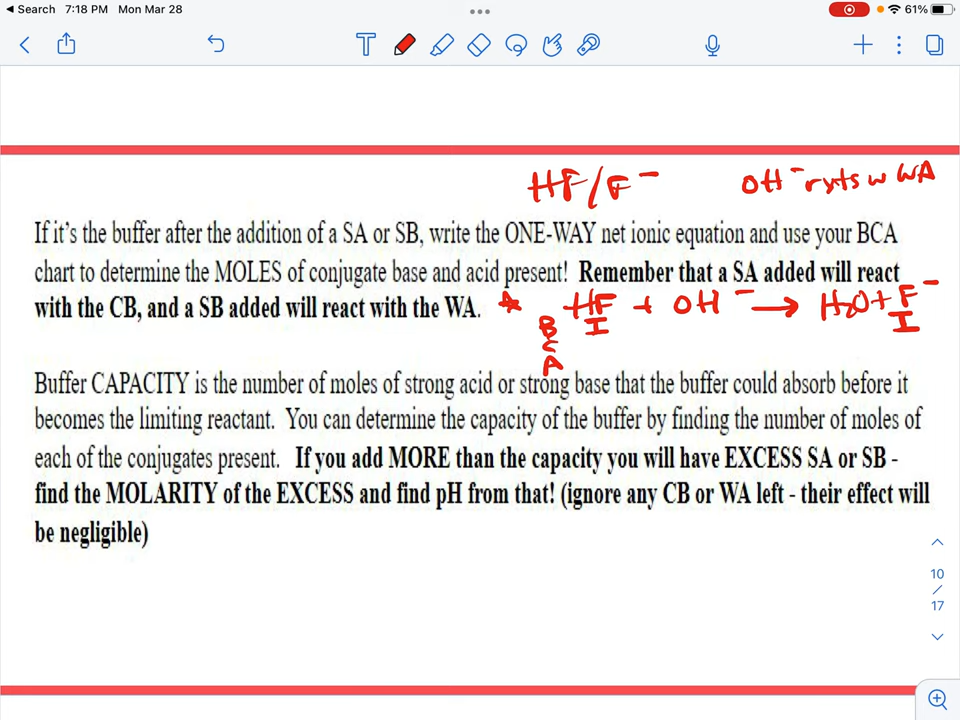 Search 7:18 PM Mon Mar 28 61%
T
HF/F⁻ OH⁻ rxts w WA
If it's the buffer after the addition of a SA or SB, write the ONE-WAY net ionic equation and use your BCA
chart to determine the MOLES of conjugate base and acid present! Remember that a SA added will react
with the CB, and a SB added will react with the WA.
HF + OH⁻ → H2O + F⁻
B I I
C
A
Buffer CAPACITY is the number of moles of strong acid or strong base that the buffer could absorb before it
becomes the limiting reactant. You can determine the capacity of the buffer by finding the number of moles of
each of the conjugates present. If you add MORE than the capacity you will have EXCESS SA or SB -
find the MOLARITY of the EXCESS and find pH from that! (ignore any CB or WA left - their effect will
be negligible)
10
/
17